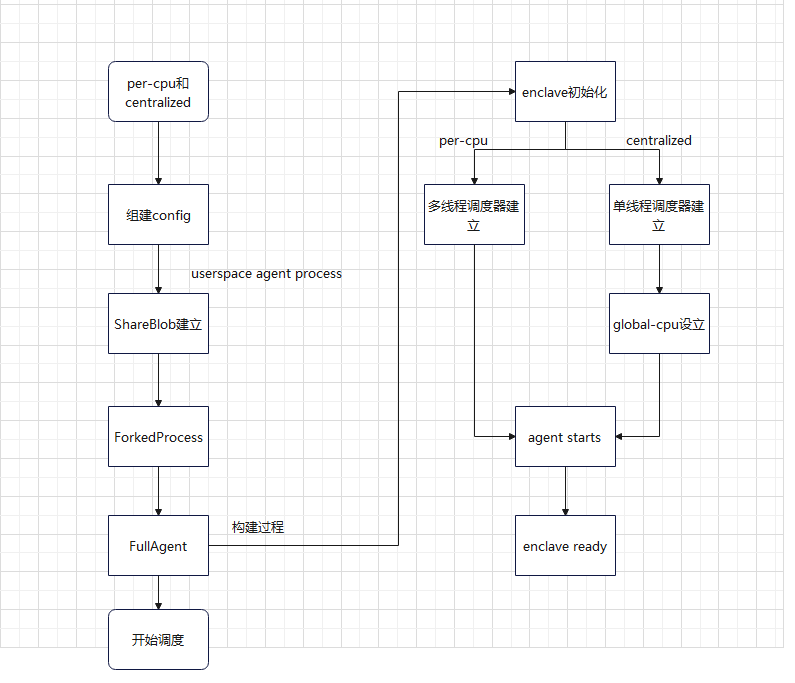 per-cpu和
centralized
组建config
userspace agent process
ShareBlob建立
ForkedProcess
FullAgent
构建过程
开始调度
enclave初始化
per-cpu
centralized
多线程调度器建
立
单线程调度器建
立
global-cpu设立
agent starts
enclave ready